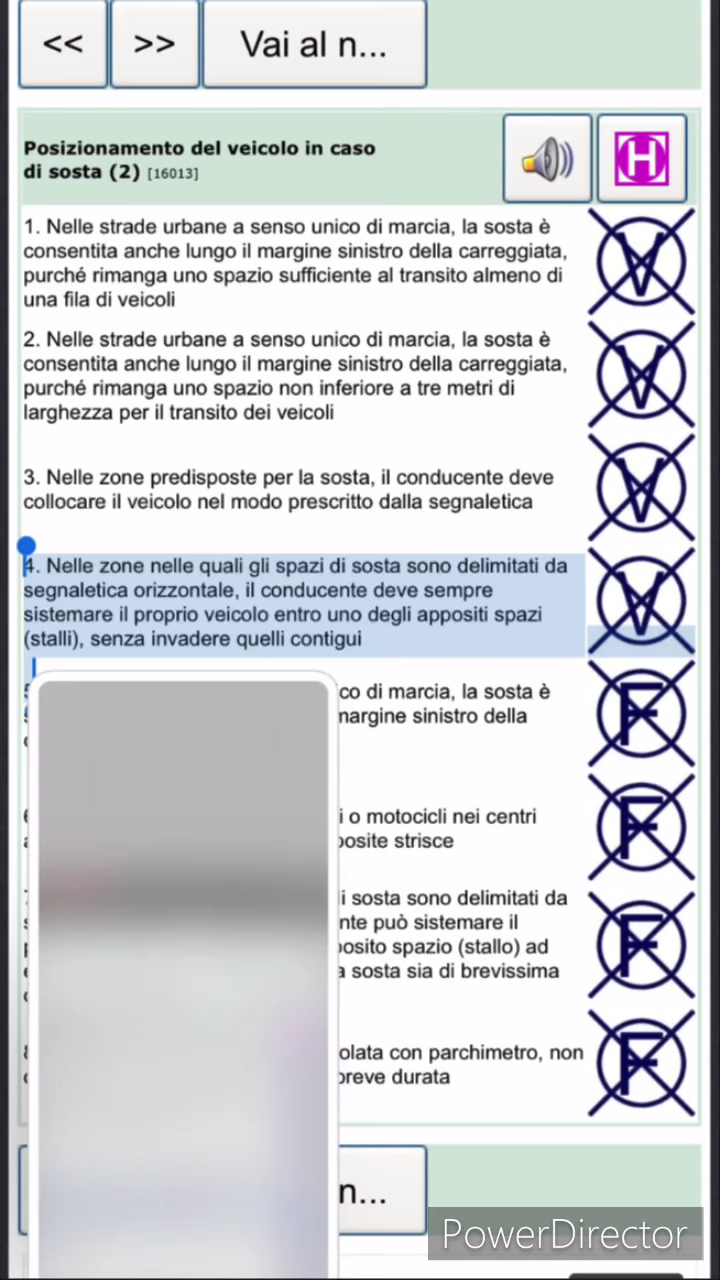 <<
>>
Vai al n...
Posizionamento del veicolo in caso
di sosta (2) [16013]
H
1. Nelle strade urbane a senso unico di marcia, la sosta è
consentita anche lungo il margine sinistro della carreggiata,
purché rimanga uno spazio sufficiente al transito almeno di
una fila di veicoli
V
2. Nelle strade urbane a senso unico di marcia, la sosta è
consentita anche lungo il margine sinistro della carreggiata,
purché rimanga uno spazio non inferiore a tre metri di
larghezza per il transito dei veicoli
V
3. Nelle zone predisposte per la sosta, il conducente deve
collocare il veicolo nel modo prescritto dalla segnaletica
V
4. Nelle zone nelle quali gli spazi di sosta sono delimitati da
segnaletica orizzontale, il conducente deve sempre
sistemare il proprio veicolo entro uno degli appositi spazi
(stalli), senza invadere quelli contigui
V
co di marcia, la sosta è
margine sinistro della
F
i o motocicli nei centri
posite strisce
F
i sosta sono delimitati da
nte può sistemare il
posito spazio (stallo) ad
a sosta sia di brevissima
F
olata con parchimetro, non
breve durata
F
n...
PowerDirector